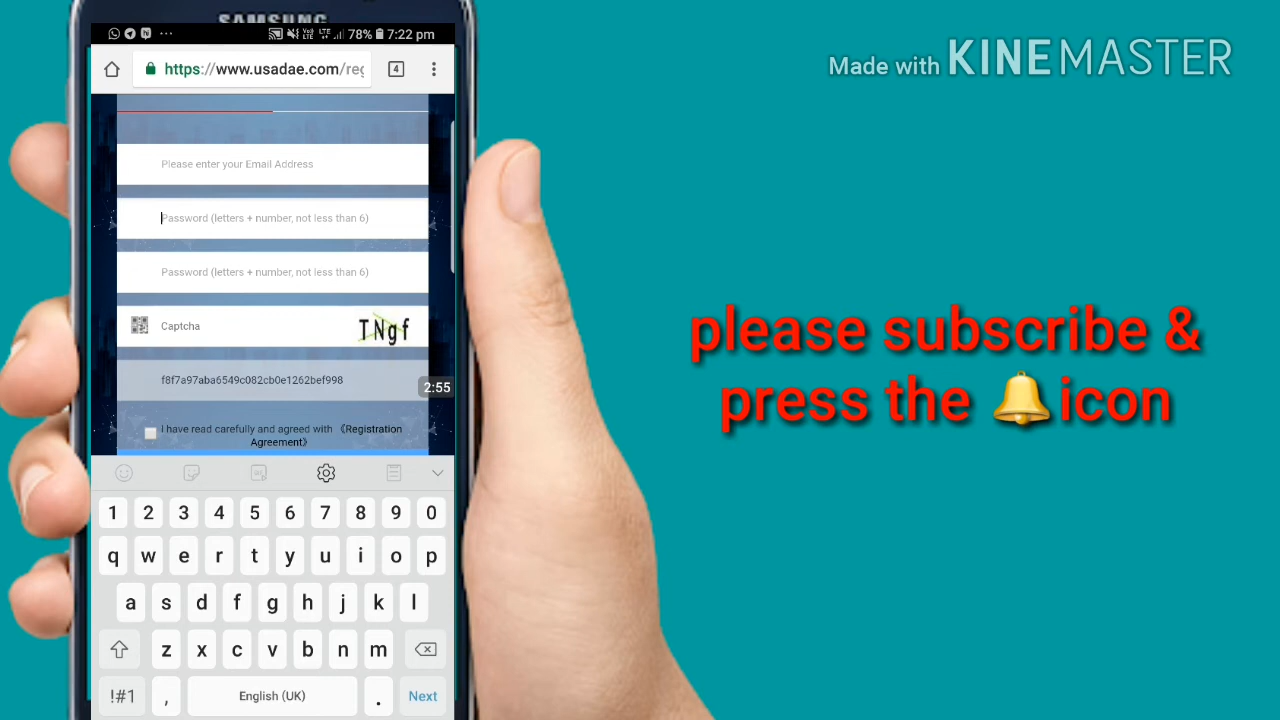 SAMSUNG
78% 7:22 pm
https://www.usadae.com/reg
4
Made with KINEMASTER
Please enter your Email Address
Password (letters + number, not less than 6)
Password (letters + number, not less than 6)
Captcha
TNgf
f8f7a97aba6549c082cb0e1262bef998
2:55
I have read carefully and agreed with 《Registration
Agreement》
please subscribe &
press the 🔔icon
1 2 3 4 5 6 7 8 9 0
q w e r t y u i o p
a s d f g h j k l
z x c v b n m
!#1 , English (UK) . Next